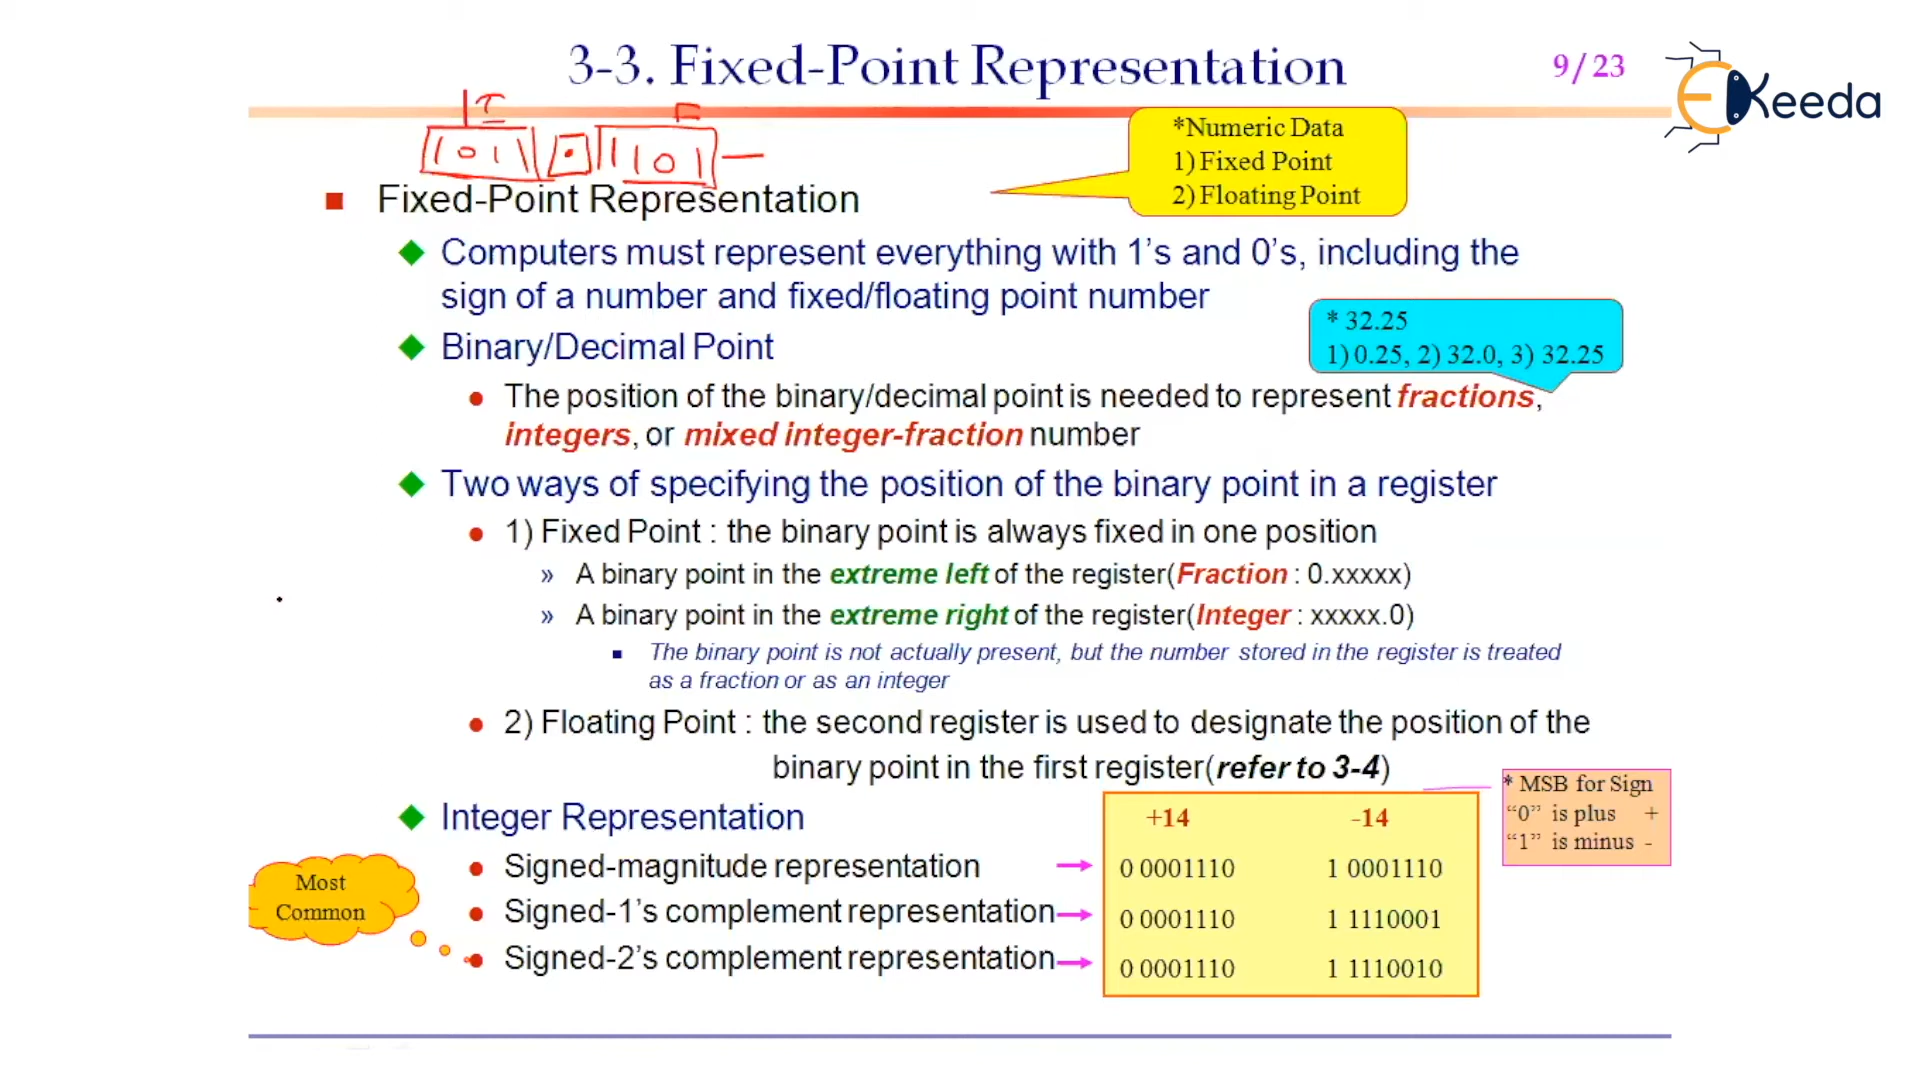 3-3. Fixed-Point Representation
9/23
Keeda
*Numeric Data
1) Fixed Point
2) Floating Point
Fixed-Point Representation
Computers must represent everything with 1’s and 0’s, including the
sign of a number and fixed/floating point number
* 32.25
1) 0.25, 2) 32.0, 3) 32.25
Binary/Decimal Point
The position of the binary/decimal point is needed to represent fractions,
integers, or mixed integer-fraction number
Two ways of specifying the position of the binary point in a register
1) Fixed Point : the binary point is always fixed in one position
» A binary point in the extreme left of the register(Fraction : 0.xxxxx)
» A binary point in the extreme right of the register(Integer : xxxxx.0)
The binary point is not actually present, but the number stored in the register is treated
as a fraction or as an integer
2) Floating Point : the second register is used to designate the position of the
binary point in the first register(refer to 3-4)
* MSB for Sign
“0” is plus +
“1” is minus -
Integer Representation
+14 -14
Most
Common
Signed-magnitude representation
0 0001110 1 0001110
Signed-1’s complement representation
0 0001110 1 1110001
Signed-2’s complement representation
0 0001110 1 1110010